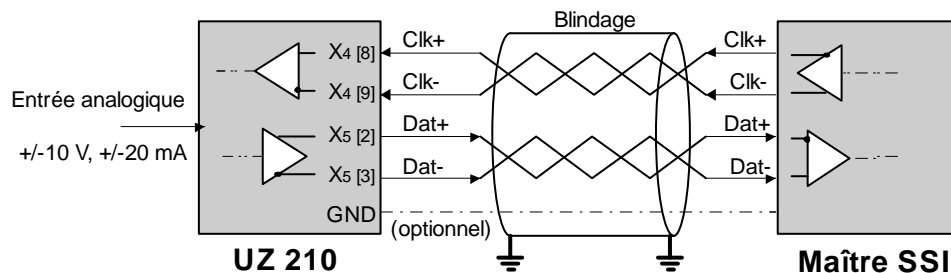 Blindage
X4 [8] Clk+ Clk+
X4 [9] Clk- Clk-
Entrée analogique
+/-10 V, +/-20 mA
X5 [2] Dat+ Dat+
X5 [3] Dat- Dat-
GND (optionnel)
UZ 210 Maître SSI